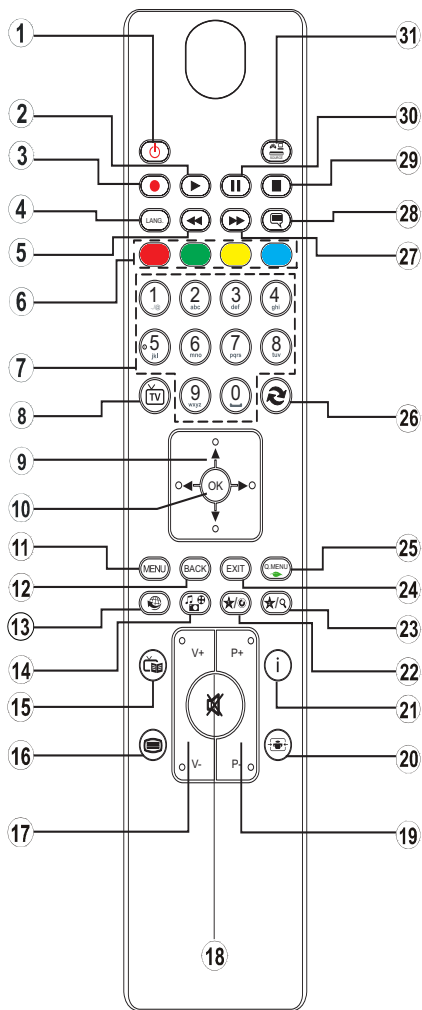 1
31
2
30
3
29
4
LANG.
28
5
27
6
1
2 abc
3 def
4 ghi
5 jkl
6 mno
7 pqrs
8 tuv
7
8
TV
9 wxyz
0
26
9
OK
10
11
MENU
BACK
EXIT
Q.MENU
25
12
24
13
23
14
22
V+
P+
i
15
21
16
20
V-
P-
17
19
18